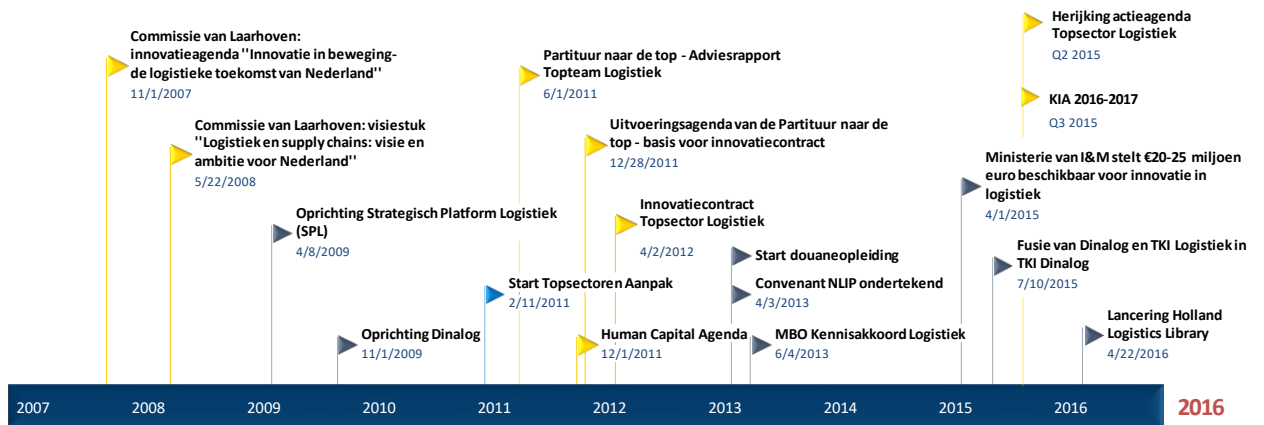 Commissie van Laarhoven:
innovatieagenda "Innovatie in beweging-
de logistieke toekomst van Nederland"
11/1/2007
Commissie van Laarhoven: visiestuk
"Logistiek en supply chains: visie en
ambitie voor Nederland"
5/22/2008
Oprichting Strategisch Platform Logistiek
(SPL)
4/8/2009
Oprichting Dinalog
11/1/2009
Partituur naar de top - Adviesrapport
Topteam Logistiek
6/1/2011
Uitvoeringsagenda van de Partituur naar de
top - basis voor innovatiecontract
12/28/2011
Innovatiecontract
Topsector Logistiek
4/2/2012
Start Topsectoren Aanpak
2/11/2011
Human Capital Agenda
12/1/2011
Start douaneopleiding
Convenant NLIP ondertekend
4/3/2013
MBO Kennisakkoord Logistiek
6/4/2013
Herijking actieagenda
Topsector Logistiek
Q2 2015
KIA 2016-2017
Q3 2015
Ministerie van I&M stelt €20-25 miljoen
euro beschikbaar voor innovatie in
logistiek
4/1/2015
Fusie van Dinalog en TKI Logistiek in
TKI Dinalog
7/10/2015
Lancering Holland
Logistics Library
4/22/2016
2007 2008 2009 2010 2011 2012 2013 2014 2015 2016 2016